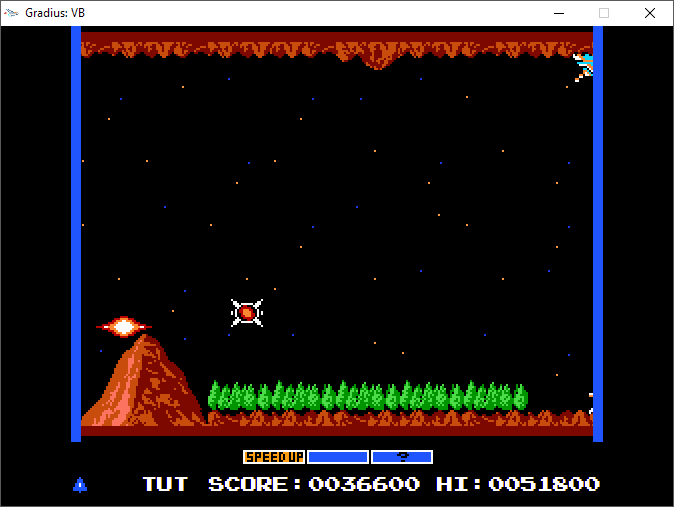 Gradius: VB
SPEED UP ?
TUT SCORE:0036600 HI:0051800